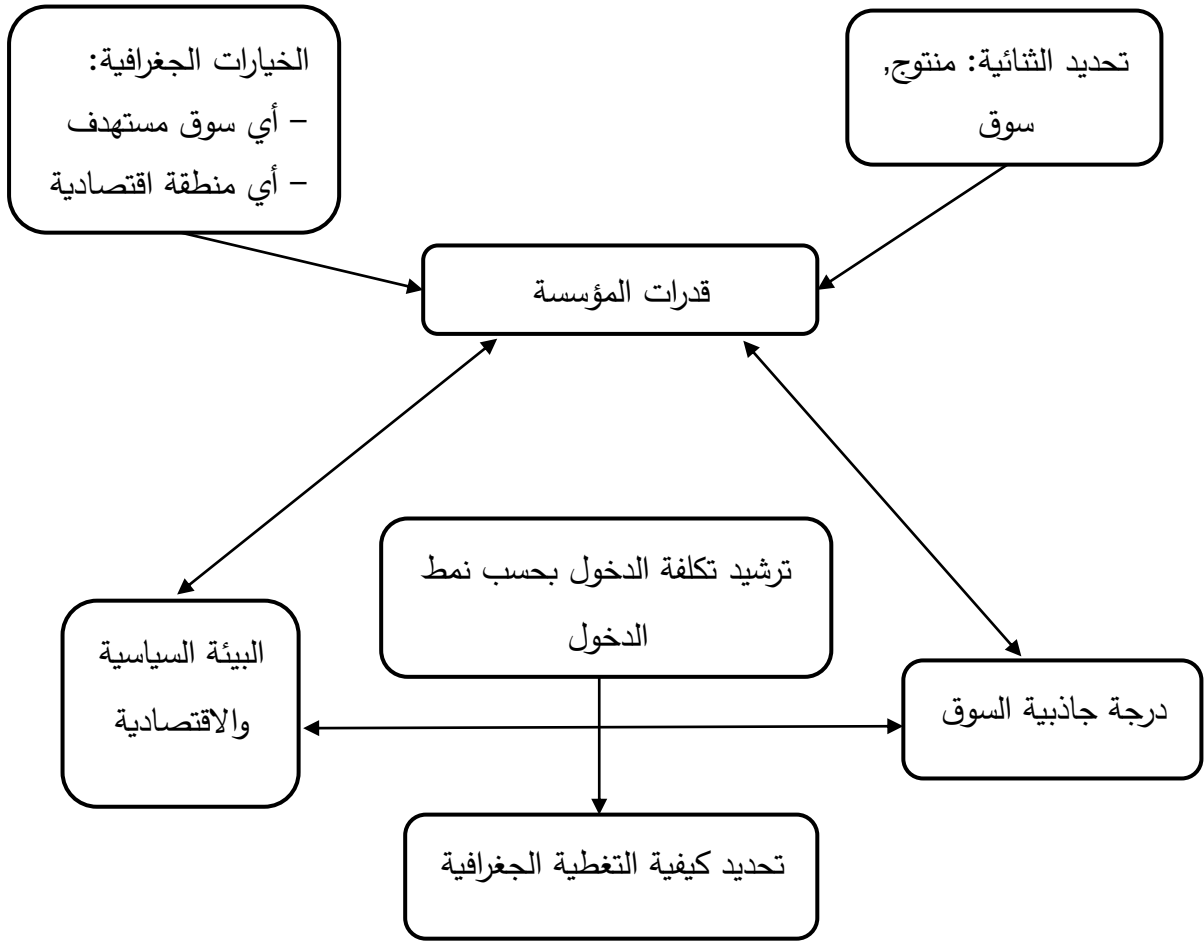 تحديد الثنائية: منتوج,
سوق
الخيارات الجغرافية:
– أي سوق مستهدف
– أي منطقة اقتصادية
قدرات المؤسسة
ترشيد تكلفة الدخول بحسب نمط
الدخول
درجة جاذبية السوق
البيئة السياسية
والاقتصادية
تحديد كيفية التغطية الجغرافية